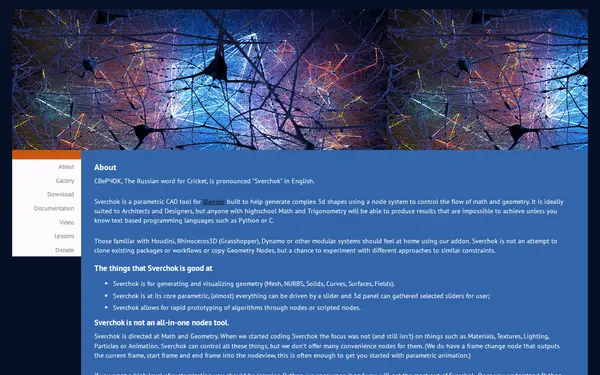 About
Gallery
Download
Documentation
Video
Lessons
Donate
About
СВеРЧОК, The Russian word for Cricket, is pronounced "Sverchok" in English.
Sverchok is a parametric CAD tool for Blender built to help generate complex 3d shapes using a node system to control the flow of math and geometry. It is ideally
suited to Architects and Designers, but anyone with highschool Math and Trigonometry will be able to produce results that are impossible to achieve unless you
know text based programming languages such as Python or C.
Those familiar with Houdini, Rhinoceros3D (Grasshopper), Dynamo or other modular systems should feel at home using our addon. Sverchok is not an attempt to
clone existing packages or workflows or copy Geometry Nodes, but a chance to experiment with different approaches to similar constraints.
The things that Sverchok is good at
Sverchok is for generating and visualizing geometry (Mesh, NURBS, Solids, Curves, Surfaces, Fields).
Sverchok is at its core parametric, (almost) everything can be driven by a slider and 3d panel can gathered selected sliders for user;
Sverchok allows for rapid prototyping of algorithms through nodes or scripted nodes.
Sverchok is not an all-in-one nodes tool.
Sverchok is directed at Math and Geometry. When we started coding Sverchok the focus was not (and still isn't) on things such as Materials, Textures, Lighting,
Particles or Animation. Sverchok can control all these things, but we don't offer many convenience nodes for them. (We do have a frame change node that outputs
the current frame, start frame and end frame into the nodeview, this is often enough to get you started with parametric animation.)